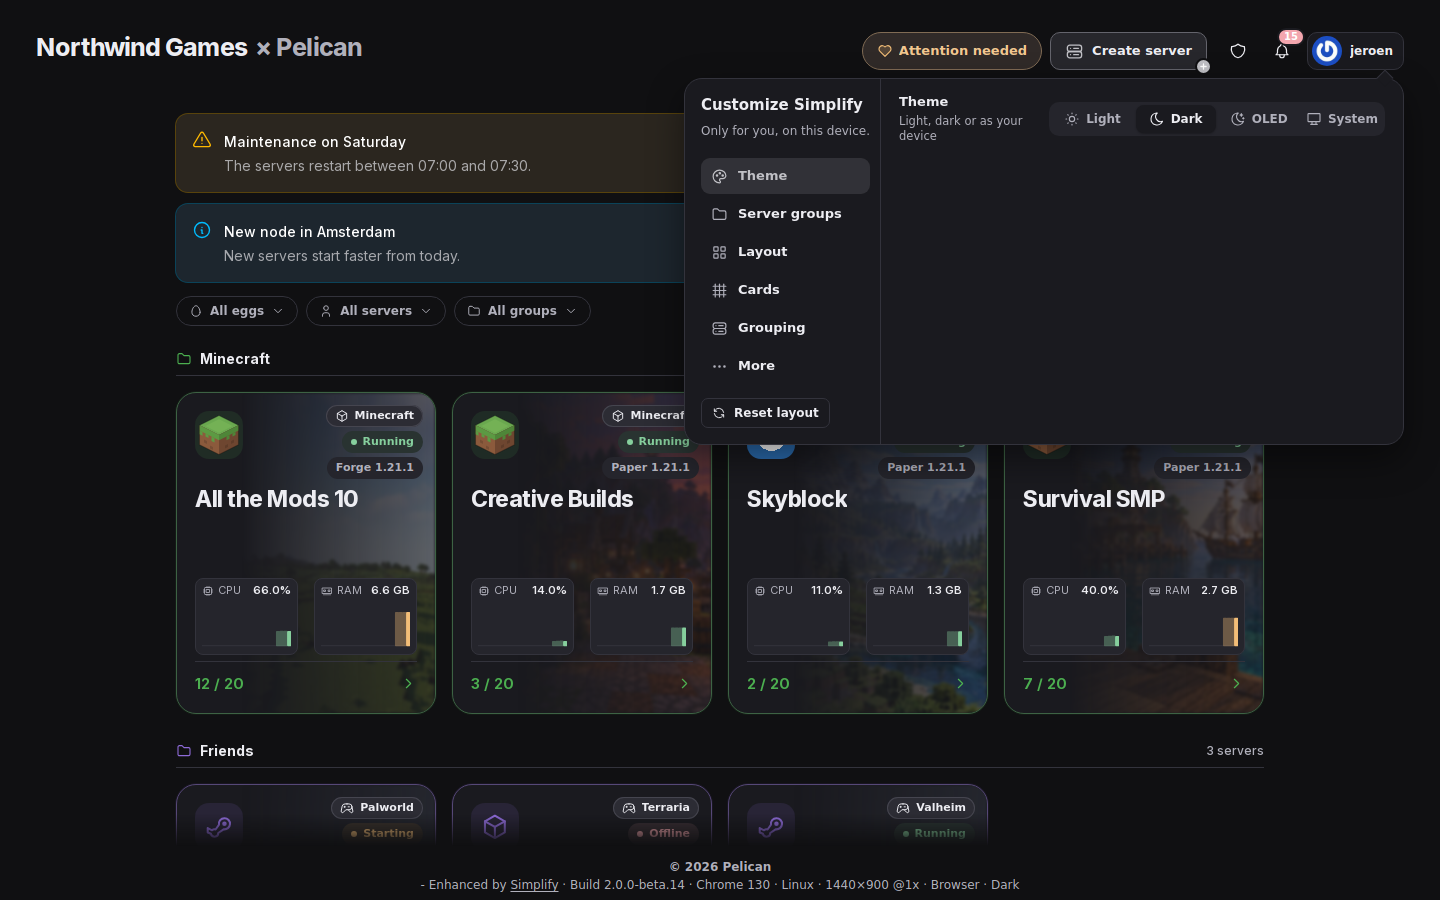 Northwind Games × Pelican
Attention needed
Create server
15
jeroen
Maintenance on Saturday
The servers restart between 07:00 and 07:30.
New node in Amsterdam
New servers start faster from today.
All eggs
All servers
All groups
Customize Simplify
Only for you, on this device.
Theme
Server groups
Layout
Cards
Grouping
More
Reset layout
Theme
Light, dark or as your
device
Light
Dark
OLED
System
Minecraft
Minecraft
Running
Forge 1.21.1
All the Mods 10
CPU 66.0%
RAM 6.6 GB
12 / 20
Running
Paper 1.21.1
Creative Builds
CPU 14.0%
RAM 1.7 GB
3 / 20
Paper 1.21.1
Skyblock
CPU 11.0%
RAM 1.3 GB
2 / 20
Paper 1.21.1
Survival SMP
CPU 40.0%
RAM 2.7 GB
7 / 20
Friends
3 servers
Palworld
Starting
Terraria
Offline
Valheim
Running
© 2026 Pelican
- Enhanced by Simplify · Build 2.0.0-beta.14 · Chrome 130 · Linux · 1440×900 @1x · Browser · Dark